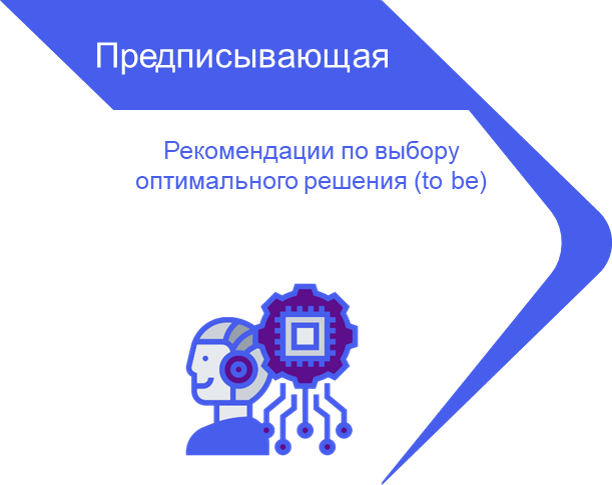 Предписывающая
Рекомендации по выбору
оптимального решения (to be)